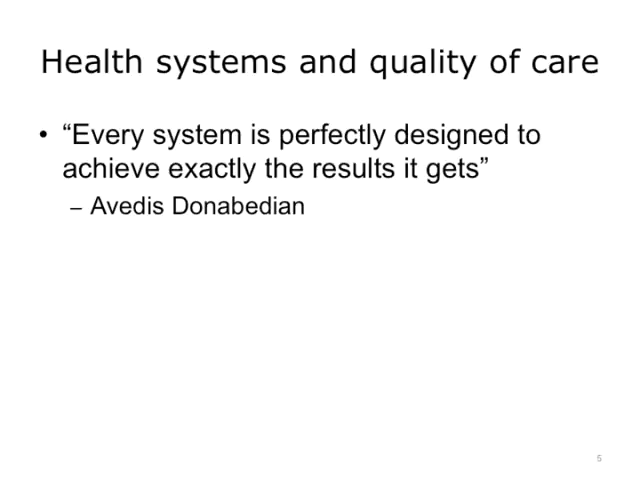 Health systems and quality of care
• “Every system is perfectly designed to
achieve exactly the results it gets”
– Avedis Donabedian
5